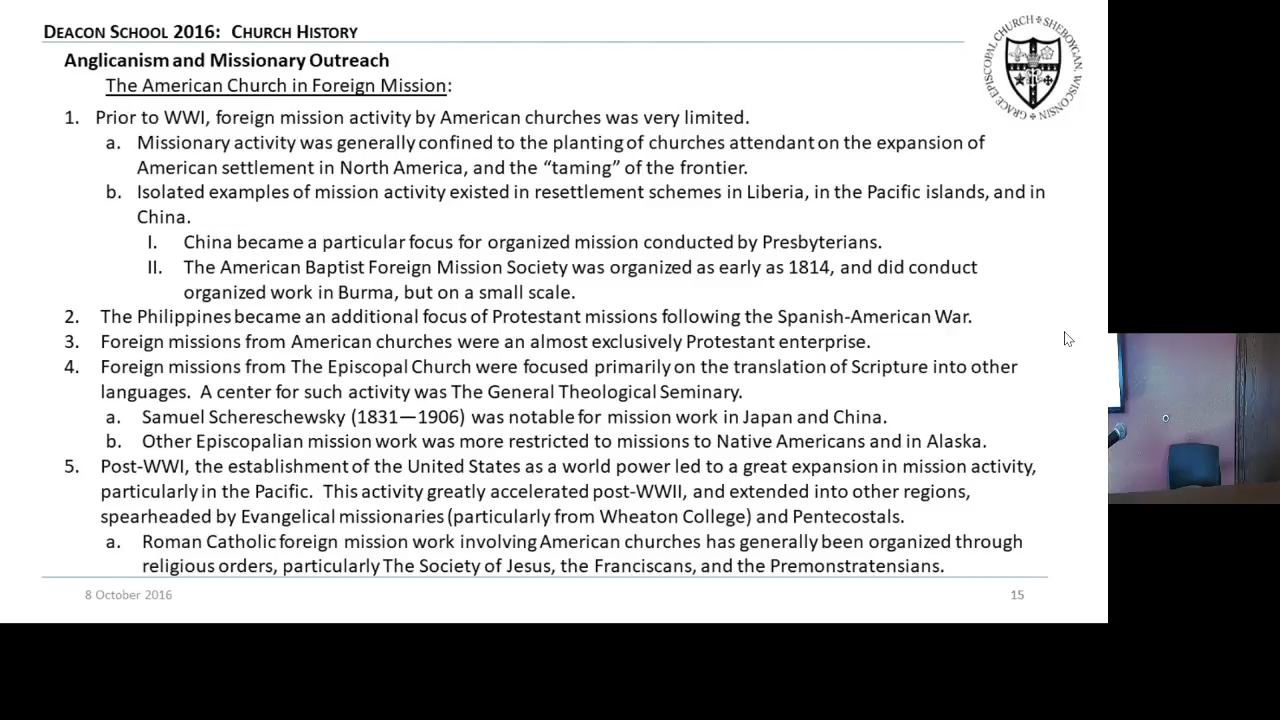 DEACON SCHOOL 2016: CHURCH HISTORY
GRACE EPISCOPAL CHURCH SHEBOYGAN, WISCONSIN
Anglicanism and Missionary Outreach
The American Church in Foreign Mission:
1. Prior to WWI, foreign mission activity by American churches was very limited.
a. Missionary activity was generally confined to the planting of churches attendant on the expansion of
American settlement in North America, and the “taming” of the frontier.
b. Isolated examples of mission activity existed in resettlement schemes in Liberia, in the Pacific islands, and in
China.
I. China became a particular focus for organized mission conducted by Presbyterians.
II. The American Baptist Foreign Mission Society was organized as early as 1814, and did conduct
organized work in Burma, but on a small scale.
2. The Philippines became an additional focus of Protestant missions following the Spanish-American War.
3. Foreign missions from American churches were an almost exclusively Protestant enterprise.
4. Foreign missions from The Episcopal Church were focused primarily on the translation of Scripture into other
languages. A center for such activity was The General Theological Seminary.
a. Samuel Schereschewsky (1831—1906) was notable for mission work in Japan and China.
b. Other Episcopalian mission work was more restricted to missions to Native Americans and in Alaska.
5. Post-WWI, the establishment of the United States as a world power led to a great expansion in mission activity,
particularly in the Pacific. This activity greatly accelerated post-WWII, and extended into other regions,
spearheaded by Evangelical missionaries (particularly from Wheaton College) and Pentecostals.
a. Roman Catholic foreign mission work involving American churches has generally been organized through
religious orders, particularly The Society of Jesus, the Franciscans, and the Premonstratensians.
8 October 2016
15